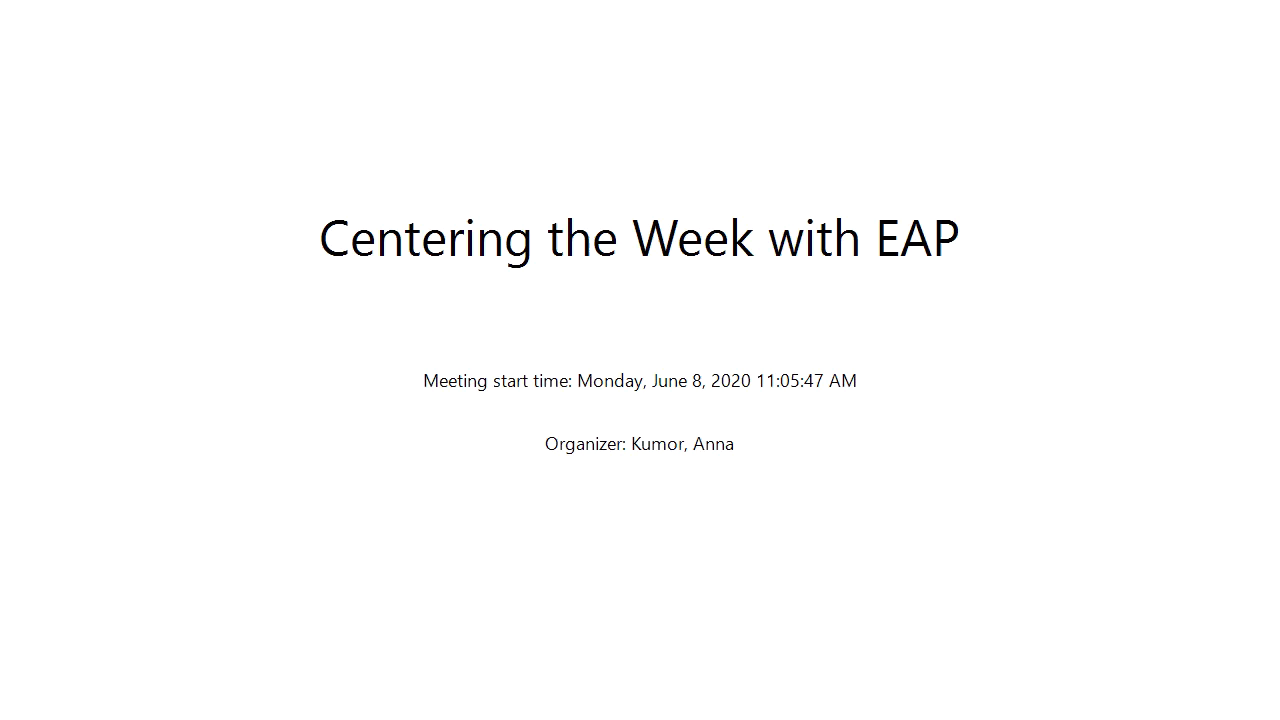 Centering the Week with EAP
Meeting start time: Monday, June 8, 2020 11:05:47 AM
Organizer: Kumor, Anna